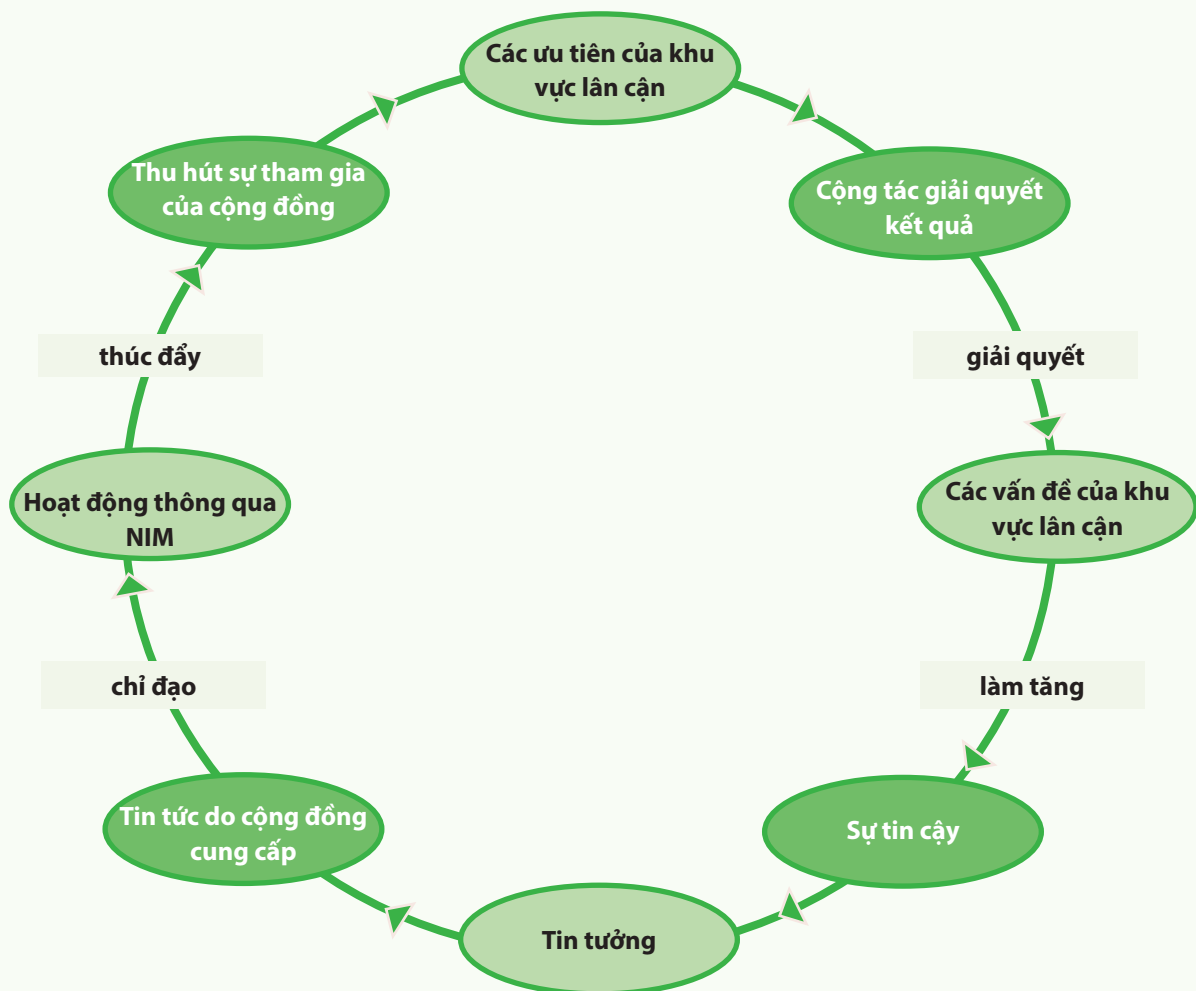 Các ưu tiên của khu
vực lân cận
Thu hút sự tham gia
của cộng đồng
Cộng tác giải quyết
kết quả
thúc đẩy
giải quyết
Hoạt động thông qua
NIM
Các vấn đề của khu
vực lân cận
chỉ đạo
làm tăng
Tin tức do cộng đồng
cung cấp
Sự tin cậy
Tin tưởng